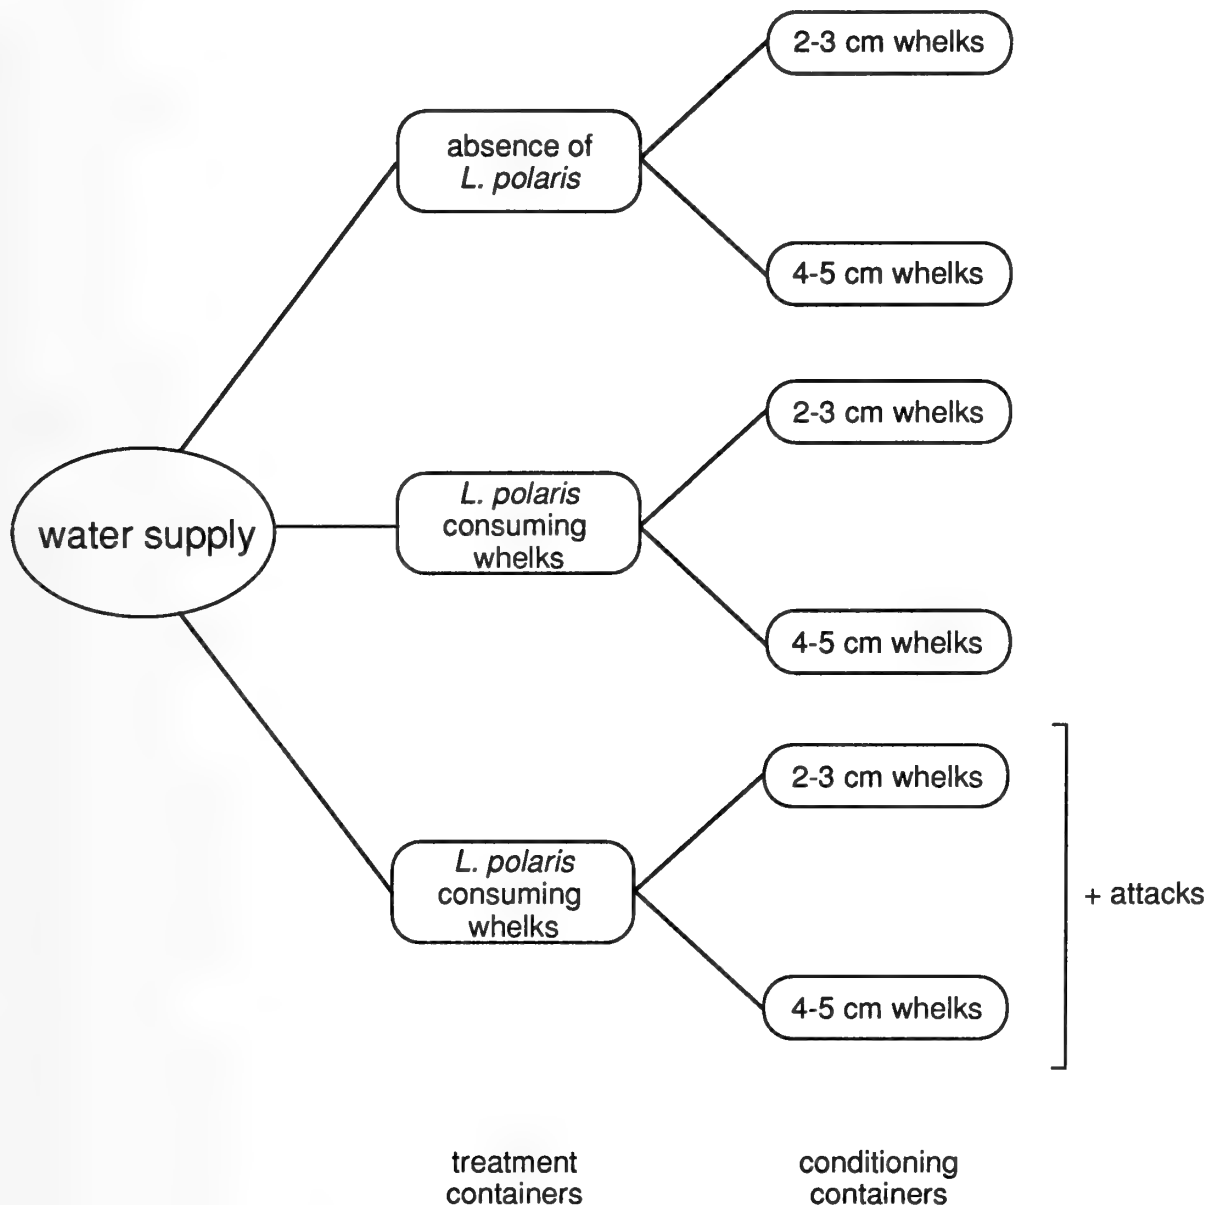 2-3 cm whelks
absence of
L. polaris
4-5 cm whelks
2-3 cm whelks
water supply
L. polaris
consuming
whelks
4-5 cm whelks
2-3 cm whelks
L. polaris
consuming
whelks
+ attacks
4-5 cm whelks
treatment
containers
conditioning
containers